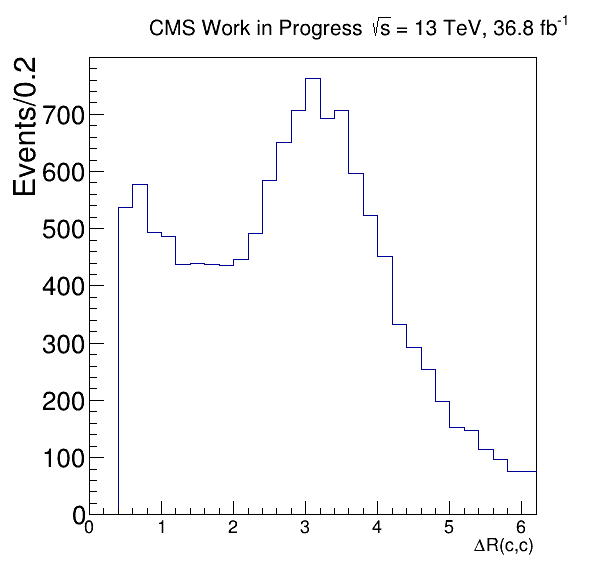 CMS Work in Progress √s = 13 TeV, 36.8 fb⁻¹
Events/0.2
700
600
500
400
300
200
100
0
0 1 2 3 4 5 6
ΔR(c,c)